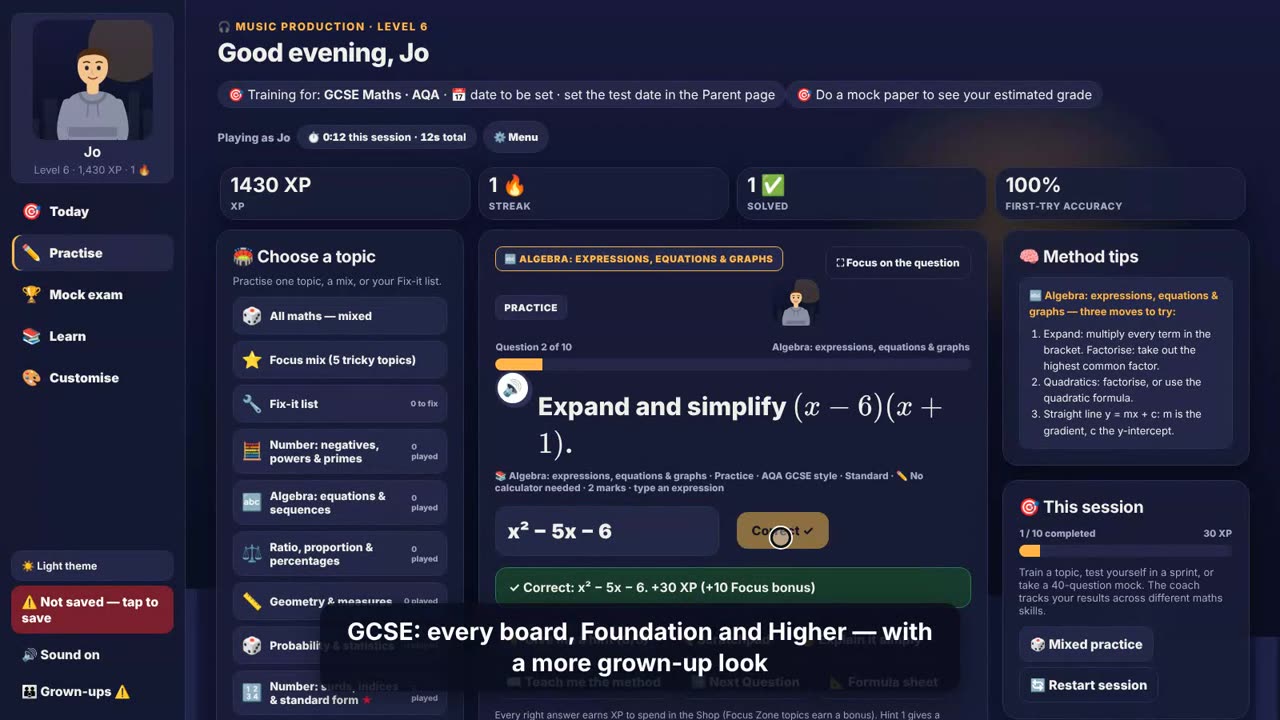 Jo
Level 6 · 1,430 XP · 1 🔥
🎯 Today
✏️ Practise
🏆 Mock exam
📚 Learn
🎨 Customise
☀️ Light theme
⚠️ Not saved — tap to
save
🔊 Sound on
👪 Grown-ups ⚠️
🎧 MUSIC PRODUCTION · LEVEL 6
Good evening, Jo
🎯 Training for: GCSE Maths · AQA · 📅 date to be set · set the test date in the Parent page
🎯 Do a mock paper to see your estimated grade
Playing as Jo
⏱️ 0:12 this session · 12s total
⚙️ Menu
1430 XP
XP
1 🔥
STREAK
1 ✅
SOLVED
100%
FIRST-TRY ACCURACY
Choose a topic
Practise one topic, a mix, or your Fix-it list.
🎲 All maths — mixed
⭐ Focus mix (5 tricky topics)
🔧 Fix-it list 0 to fix
🧮 Number: negatives,
powers & primes
0
played
🔤 Algebra: equations &
sequences
0
played
⚖️ Ratio, proportion &
percentages
0
played
📏 Geometry & measures 0 played
🎲 Probability & statistics
🔢 Number: surds, indices
& standard form ★
played
🔤 ALGEBRA: EXPRESSIONS, EQUATIONS & GRAPHS
⛶ Focus on the question
PRACTICE
Question 2 of 10
Algebra: expressions, equations & graphs
🔊
Expand and simplify (x − 6)(x +
1).
📚 Algebra: expressions, equations & graphs · Practice · AQA GCSE style · Standard · ✏️ No
calculator needed · 2 marks · type an expression
x² − 5x − 6
Correct ✓
✓ Correct: x² − 5x − 6. +30 XP (+10 Focus bonus)
GCSE: every board, Foundation and Higher — with
a more grown-up look
Teach me the method
Next Question
📐 Formula sheet
Every right answer earns XP to spend in the Shop (Focus Zone topics earn a bonus). Hint 1 gives a
🧠 Method tips
🔤 Algebra: expressions, equations &
graphs — three moves to try:
1. Expand: multiply every term in the
bracket. Factorise: take out the
highest common factor.
2. Quadratics: factorise, or use the
quadratic formula.
3. Straight line y = mx + c: m is the
gradient, c the y-intercept.
🎯 This session
1 / 10 completed
30 XP
Train a topic, test yourself in a sprint, or
take a 40-question mock. The coach
tracks your results across different maths
skills.
🎲 Mixed practice
🔄 Restart session